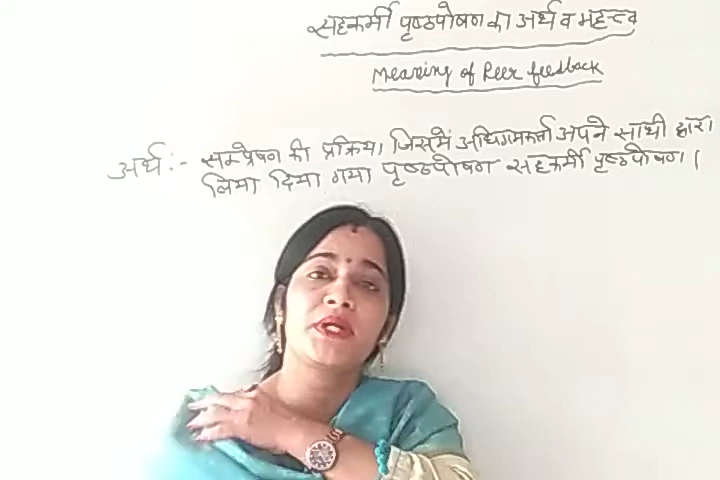 सहकर्मी पृष्ठपोषण का अर्थ व महत्त्व
Meaning of Peer feedback
अर्थ :- सम्प्रेषण की प्रक्रिया जिसमें अधिगमकर्ता अपने साथी द्वारा
लिया दिया गया पृष्ठपोषण सहकर्मी पृष्ठपोषण।